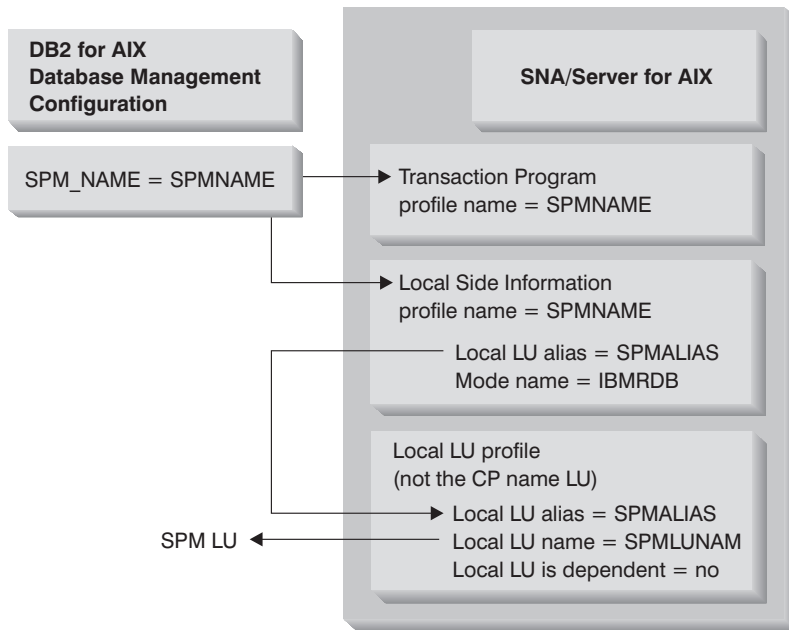 DB2 for AIX
Database Management
Configuration
SNA/Server for AIX
SPM_NAME = SPMNAME
Transaction Program
profile name = SPMNAME
Local Side Information
profile name = SPMNAME
Local LU alias = SPMALIAS
Mode name = IBMRDB
Local LU profile
(not the CP name LU)
Local LU alias = SPMALIAS
SPM LU
Local LU name = SPMLUNAM
Local LU is dependent = no